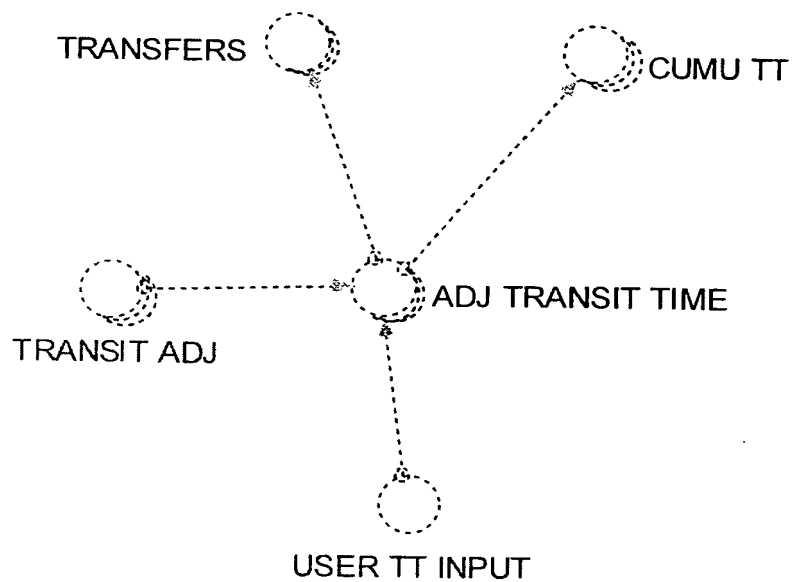 TRANSFERS
CUMU TT
ADJ TRANSIT TIME
TRANSIT ADJ
USER TT INPUT